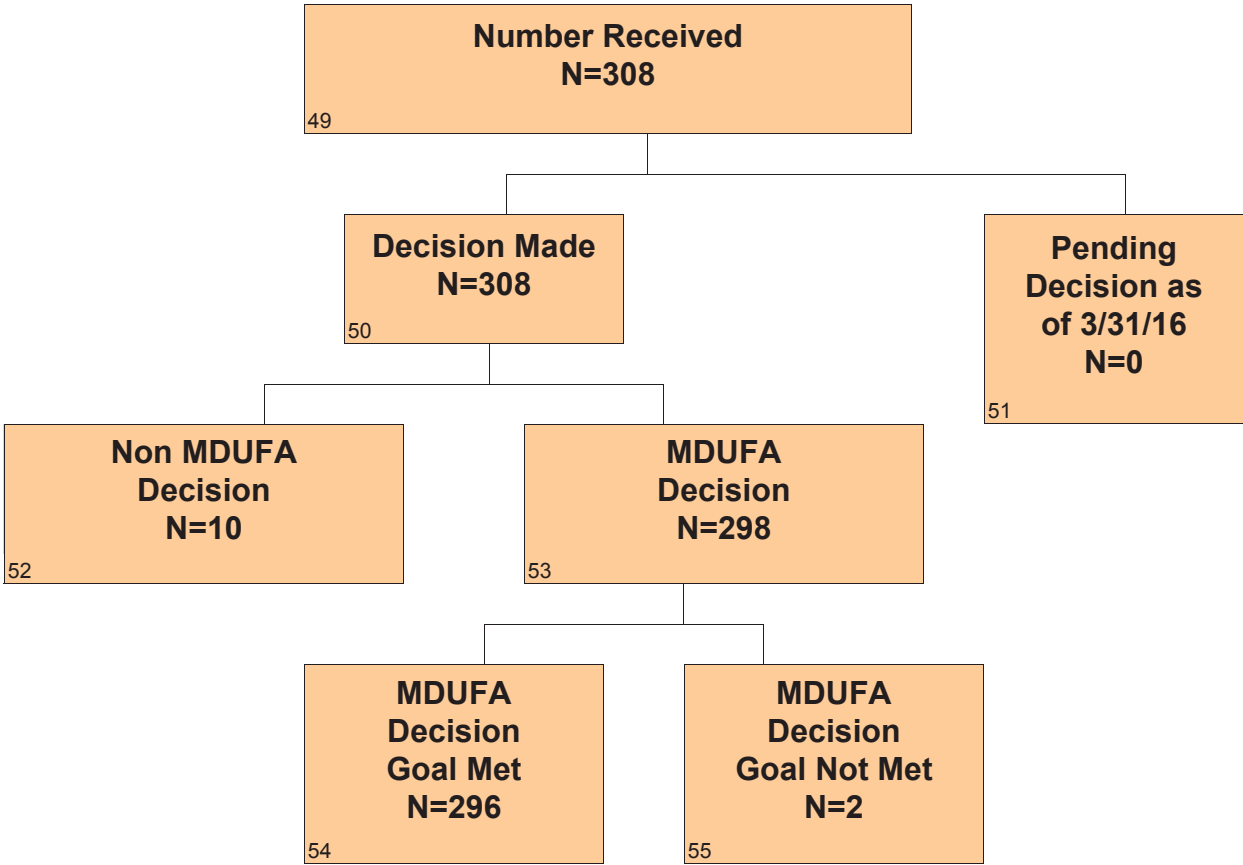 Number Received
N=308
49
Decision Made
N=308
50
Pending
Decision as
of 3/31/16
N=0
51
Non MDUFA
Decision
N=10
52
MDUFA
Decision
N=298
53
MDUFA
Decision
Goal Met
N=296
54
MDUFA
Decision
Goal Not Met
N=2
55